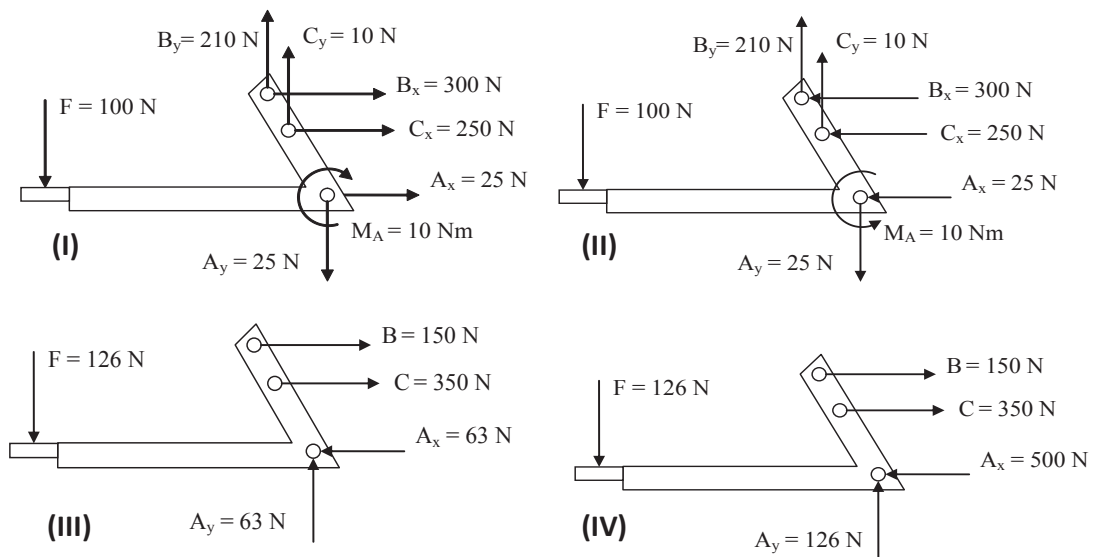 B_y= 210 N
C_y = 10 N
B_x = 300 N
F = 100 N
C_x = 250 N
A_x = 25 N
(I)
M_A = 10 Nm
A_y = 25 N
B_y= 210 N
C_y = 10 N
B_x = 300 N
F = 100 N
C_x = 250 N
A_x = 25 N
(II)
M_A = 10 Nm
A_y = 25 N
B = 150 N
F = 126 N
C = 350 N
A_x = 63 N
(III)
A_y = 63 N
B = 150 N
F = 126 N
C = 350 N
A_x = 500 N
(IV)
A_y = 126 N